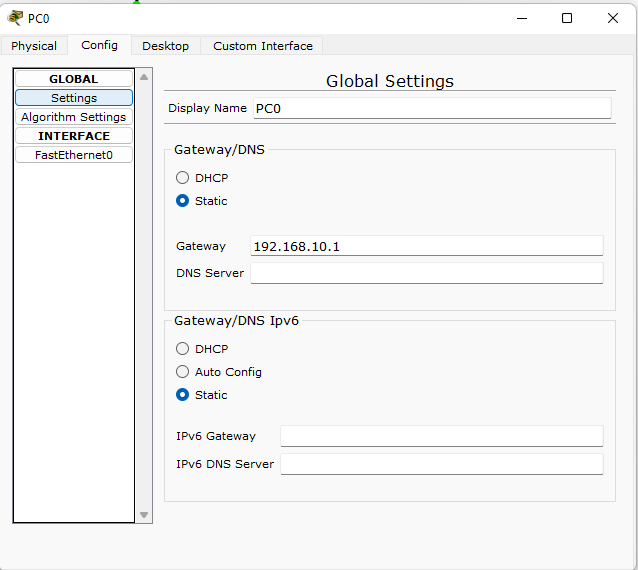 PC0
Physical Config Desktop Custom Interface
GLOBAL
Settings
Algorithm Settings
INTERFACE
FastEthernet0
Global Settings
Display Name PC0
Gateway/DNS
DHCP
Static
Gateway 192.168.10.1
DNS Server
Gateway/DNS Ipv6
DHCP
Auto Config
Static
IPv6 Gateway
IPv6 DNS Server